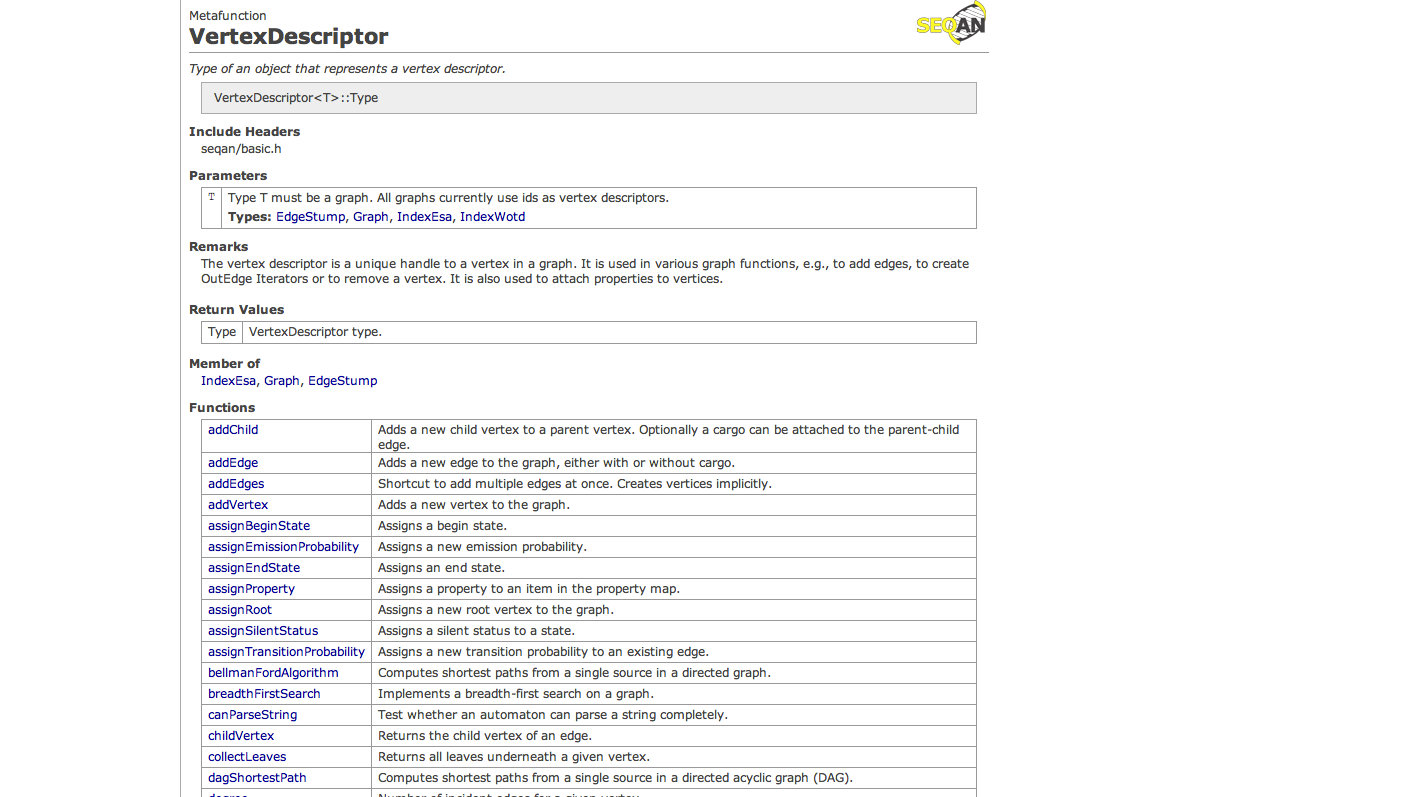 Metafunction
VertexDescriptor
SEQAN
Type of an object that represents a vertex descriptor.
VertexDescriptor<T>::Type
Include Headers
seqan/basic.h
Parameters
T Type T must be a graph. All graphs currently use ids as vertex descriptors.
Types: EdgeStump, Graph, IndexEsa, IndexWotd
Remarks
The vertex descriptor is a unique handle to a vertex in a graph. It is used in various graph functions, e.g., to add edges, to create
OutEdge Iterators or to remove a vertex. It is also used to attach properties to vertices.
Return Values
Type VertexDescriptor type.
Member of
IndexEsa, Graph, EdgeStump
Functions
addChild Adds a new child vertex to a parent vertex. Optionally a cargo can be attached to the parent-child
edge.
addEdge Adds a new edge to the graph, either with or without cargo.
addEdges Shortcut to add multiple edges at once. Creates vertices implicitly.
addVertex Adds a new vertex to the graph.
assignBeginState Assigns a begin state.
assignEmissionProbability Assigns a new emission probability.
assignEndState Assigns an end state.
assignProperty Assigns a property to an item in the property map.
assignRoot Assigns a new root vertex to the graph.
assignSilentStatus Assigns a silent status to a state.
assignTransitionProbability Assigns a new transition probability to an existing edge.
bellmanFordAlgorithm Computes shortest paths from a single source in a directed graph.
breadthFirstSearch Implements a breadth-first search on a graph.
canParseString Test whether an automaton can parse a string completely.
childVertex Returns the child vertex of an edge.
collectLeaves Returns all leaves underneath a given vertex.
dagShortestPath Computes shortest paths from a single source in a directed acyclic graph (DAG).